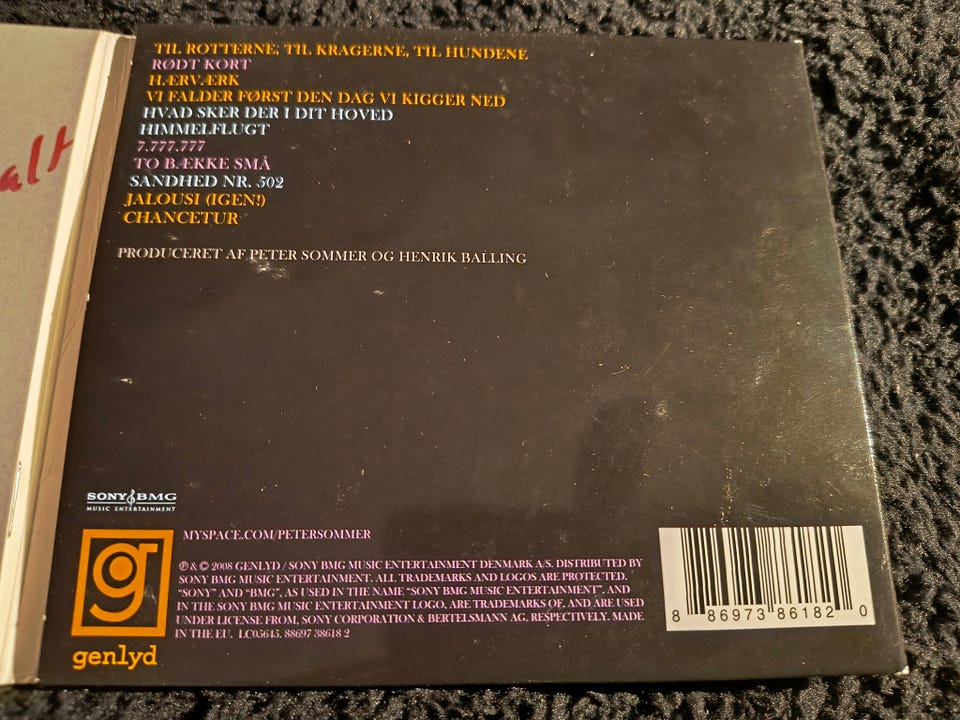 alt
TIL ROTTERNE, TIL KRAGERNE, TIL HUNDENE
RØDT KORT
HÆRVÆRK
VI FALDER FØRST DEN DAG VI KIGGER NED
HVAD SKER DER I DIT HOVED
HIMMELFLUGT
7.777.777
TO BÆKKE SMÅ
SANDHED NR. 502
JALOUSI (IGEN!)
CHANCETUR
PRODUCERET AF PETER SOMMER OG HENRIK BALLING
SONY BMG
MUSIC ENTERTAINMENT
g
genlyd
MYSPACE.COM/PETERSOMMER
℗ & © 2008 GENLYD / SONY BMG MUSIC ENTERTAINMENT DENMARK A/S. DISTRIBUTED BY
SONY BMG MUSIC ENTERTAINMENT. ALL TRADEMARKS AND LOGOS ARE PROTECTED.
"SONY" AND "BMG", AS USED IN THE NAME "SONY BMG MUSIC ENTERTAINMENT", AND
IN THE SONY BMG MUSIC ENTERTAINMENT LOGO, ARE TRADEMARKS OF, AND ARE USED
UNDER LICENSE FROM, SONY CORPORATION & BERTELSMANN AG, RESPECTIVELY. MADE
IN THE EU. LC05645. 88697 38618 2
8 86973 86182 0